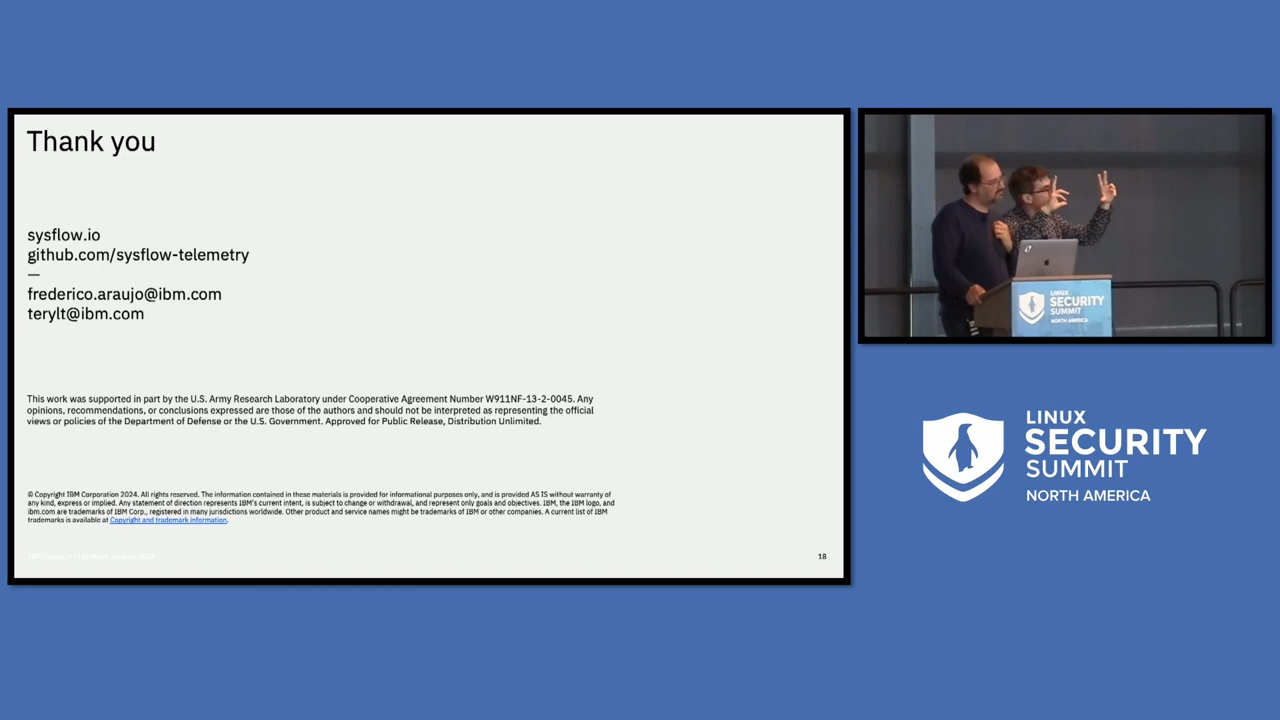 Thank you
sysflow.io
github.com/sysflow-telemetry
—
frederico.araujo@ibm.com
terylt@ibm.com
This work was supported in part by the U.S. Army Research Laboratory under Cooperative Agreement Number W911NF-13-2-0045. Any
opinions, recommendations, or conclusions expressed are those of the authors and should not be interpreted as representing the official
views or policies of the Department of Defense or the U.S. Government. Approved for Public Release, Distribution Unlimited.
© Copyright IBM Corporation 2024. All rights reserved. The information contained in these materials is provided for informational purposes only, and is provided AS IS without warranty of
any kind, express or implied. Any statement of direction represents IBM's current intent, is subject to change or withdrawal, and represent only goals and objectives. IBM, the IBM logo, and
ibm.com are trademarks of IBM Corp., registered in many jurisdictions worldwide. Other product and service names might be trademarks of IBM or other companies. A current list of IBM
trademarks is available at Copyright and trademark information.
18
LINUX
SECURITY
SUMMIT
NORTH AMERICA
LINUX
SECURITY
SUMMIT
NORTH AMERICA